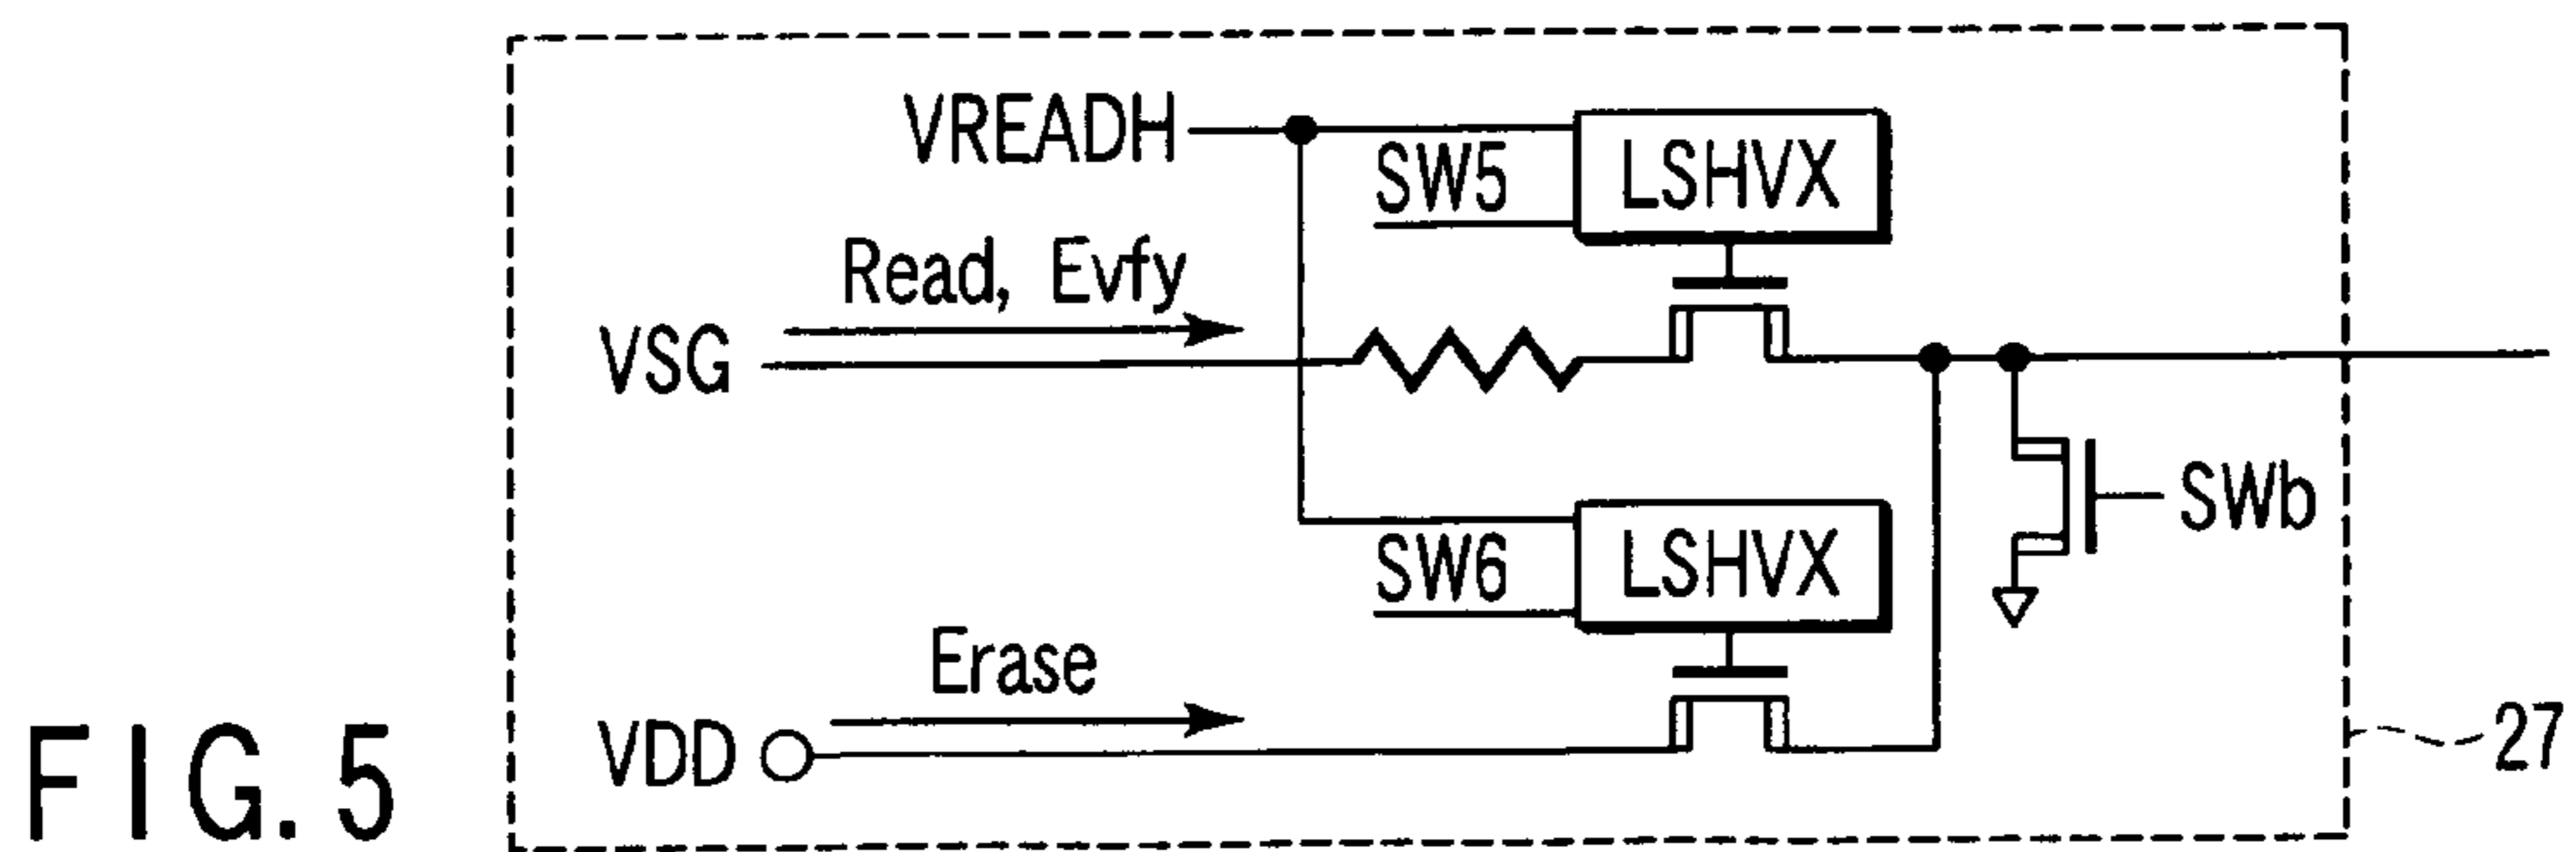 VREADH
SW5
LSHVX
Read, Evfy
VSG
SW6
LSHVX
SWb
Erase
VDD
27
FIG. 5